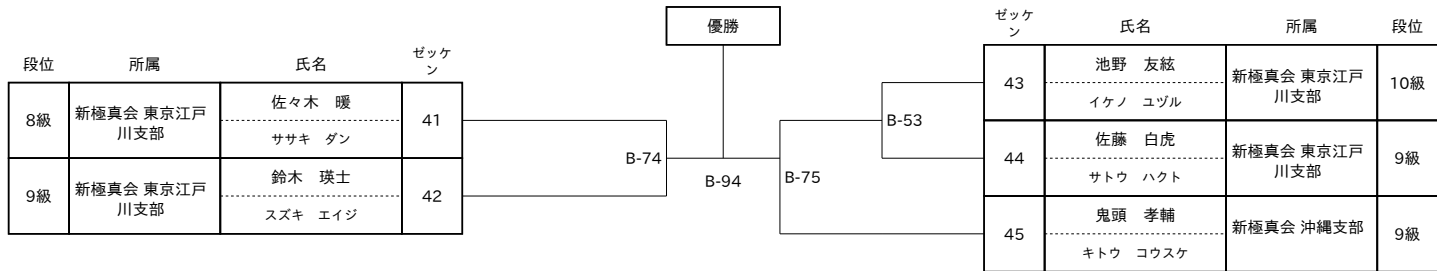 優勝
段位 所属 氏名 ゼッケ
ン
8級 新極真会 東京江戸
川支部 佐々木 暖 41
ササキ ダン
9級 新極真会 東京江戸
川支部 鈴木 瑛士 42
スズキ エイジ
B-74
B-94
B-75
B-53
ゼッケ
ン 氏名 所属 段位
43 池野 友絃 新極真会 東京江戸
川支部 10級
イケノ ユヅル
44 佐藤 白虎 新極真会 東京江戸
川支部 9級
サトウ ハクト
45 鬼頭 孝輔 新極真会 沖縄支部 9級
キトウ コウスケ